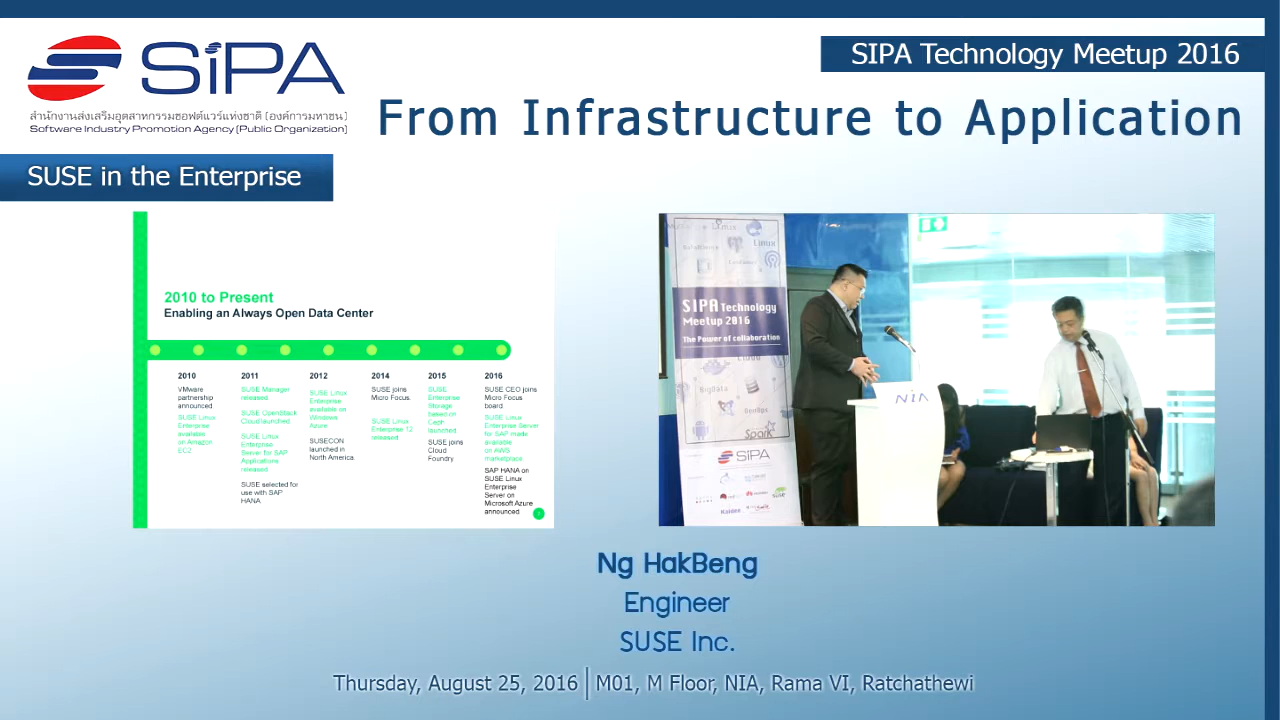 SIPA
สำนักงานส่งเสริมอุตสาหกรรมซอฟต์แวร์แห่งชาติ (องค์การมหาชน)
Software Industry Promotion Agency (Public Organization)
SIPA Technology Meetup 2016
From Infrastructure to Application
SUSE in the Enterprise
2010 to Present
Enabling an Always Open Data Center
2010
VMware
partnership
announced
SUSE Linux
Enterprise
available
on Amazon
EC2
2011
SUSE Manager
released
SUSE OpenStack
Cloud launched
SUSE Linux
Enterprise
Server for SAP
Applications
released
SUSE selected for
use with SAP
HANA
2012
SUSE Linux
Enterprise
available on
Windows
Azure
SUSECON
launched in
North America
2014
SUSE joins
Micro Focus.
SUSE Linux
Enterprise 12
released
2015
SUSE
Enterprise
Storage
based on
Ceph
launched
SUSE joins
Cloud
Foundry
2016
SUSE CEO joins
Micro Focus
board.
SUSE Linux
Enterprise Server
for SAP made
available
on AWS
marketplace
SAP HANA on
SUSE Linux
Enterprise
Server on
Microsoft Azure
announced
Linux
SIPA Technology
Meetup 2016
The Power of collaboration
Cloud
BigData
DevOps
Spark
SIPA
NIA
Ng HakBeng
Engineer
SUSE Inc.
Thursday, August 25, 2016 | M01, M Floor, NIA, Rama VI, Ratchathewi